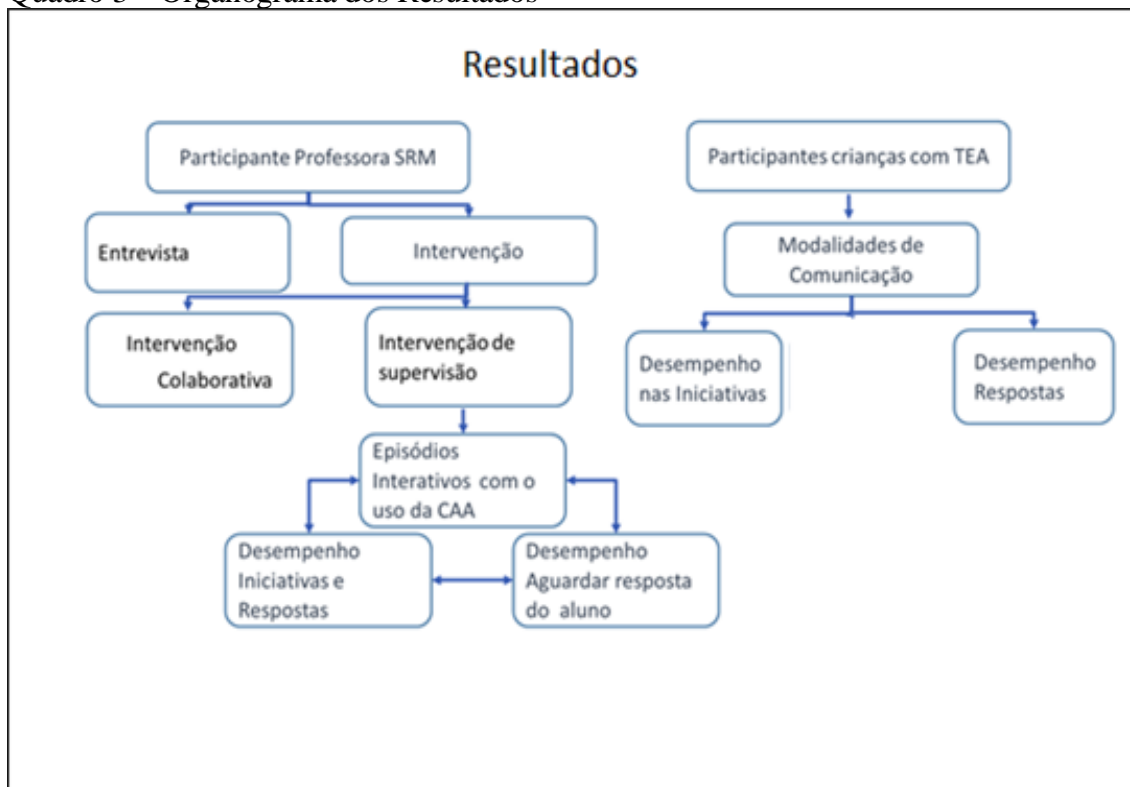 Quadro 3 – Organograma dos Resultados
Resultados
Participante Professora SRM
Participantes crianças com TEA
Entrevista
Intervenção
Modalidades de
Comunicação
Intervenção
Colaborativa
Intervenção de
supervisão
Desempenho
nas Iniciativas
Desempenho
Respostas
Episódios
Interativos com o
uso da CAA
Desempenho
Iniciativas e
Respostas
Desempenho
Aguardar resposta
do aluno